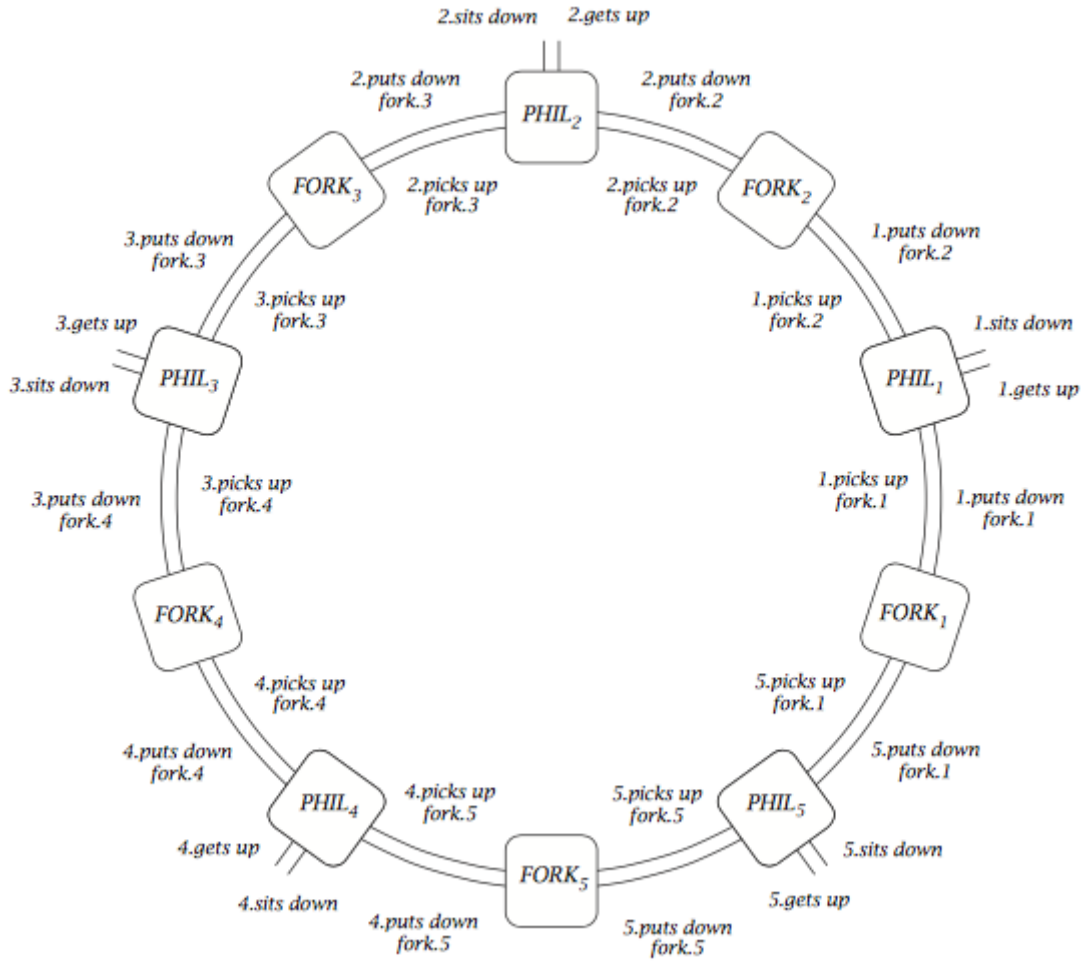 2.sits down
2.gets up
2.puts down
fork.3
2.puts down
fork.2
PHIL2
FORK3
2.picks up
fork.3
2.picks up
fork.2
FORK2
3.puts down
fork.3
1.puts down
fork.2
3.picks up
fork.3
1.picks up
fork.2
3.gets up
1.sits down
3.sits down
PHIL3
PHIL1
1.gets up
3.puts down
fork.4
3.picks up
fork.4
1.picks up
fork.1
1.puts down
fork.1
FORK4
FORK1
4.picks up
fork.4
5.picks up
fork.1
4.puts down
fork.4
5.puts down
fork.1
PHIL4
4.picks up
fork.5
5.picks up
fork.5
PHIL5
4.gets up
5.sits down
4.sits down
FORK5
5.gets up
4.puts down
fork.5
5.puts down
fork.5